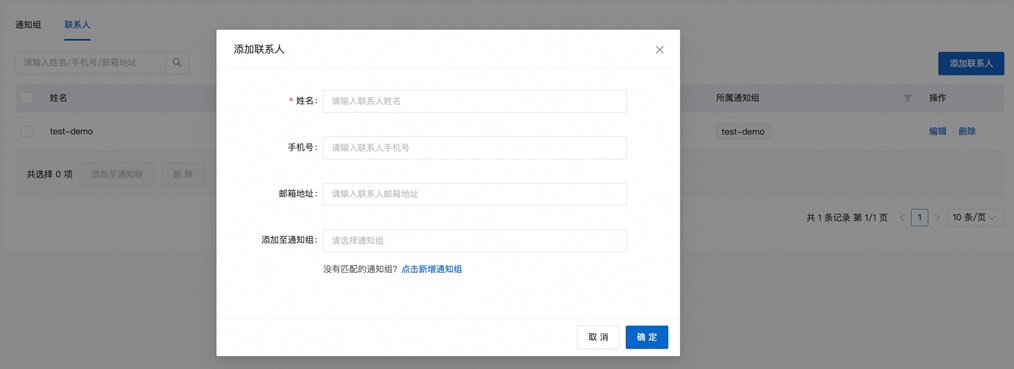 通知组 联系人
请输入姓名/手机号/邮箱地址
添加联系人
姓名 所属通知组 操作
test-demo test-demo 编辑 删除
共选择 0 项 添加至通知组 删 除
共 1 条记录 第 1/1 页 < 1 > 10 条/页
添加联系人
* 姓名: 请输入联系人姓名
手机号: 请输入联系人手机号
邮箱地址: 请输入联系人邮箱地址
添加至通知组: 请选择通知组
没有匹配的通知组? 点击新增通知组
取 消 确 定